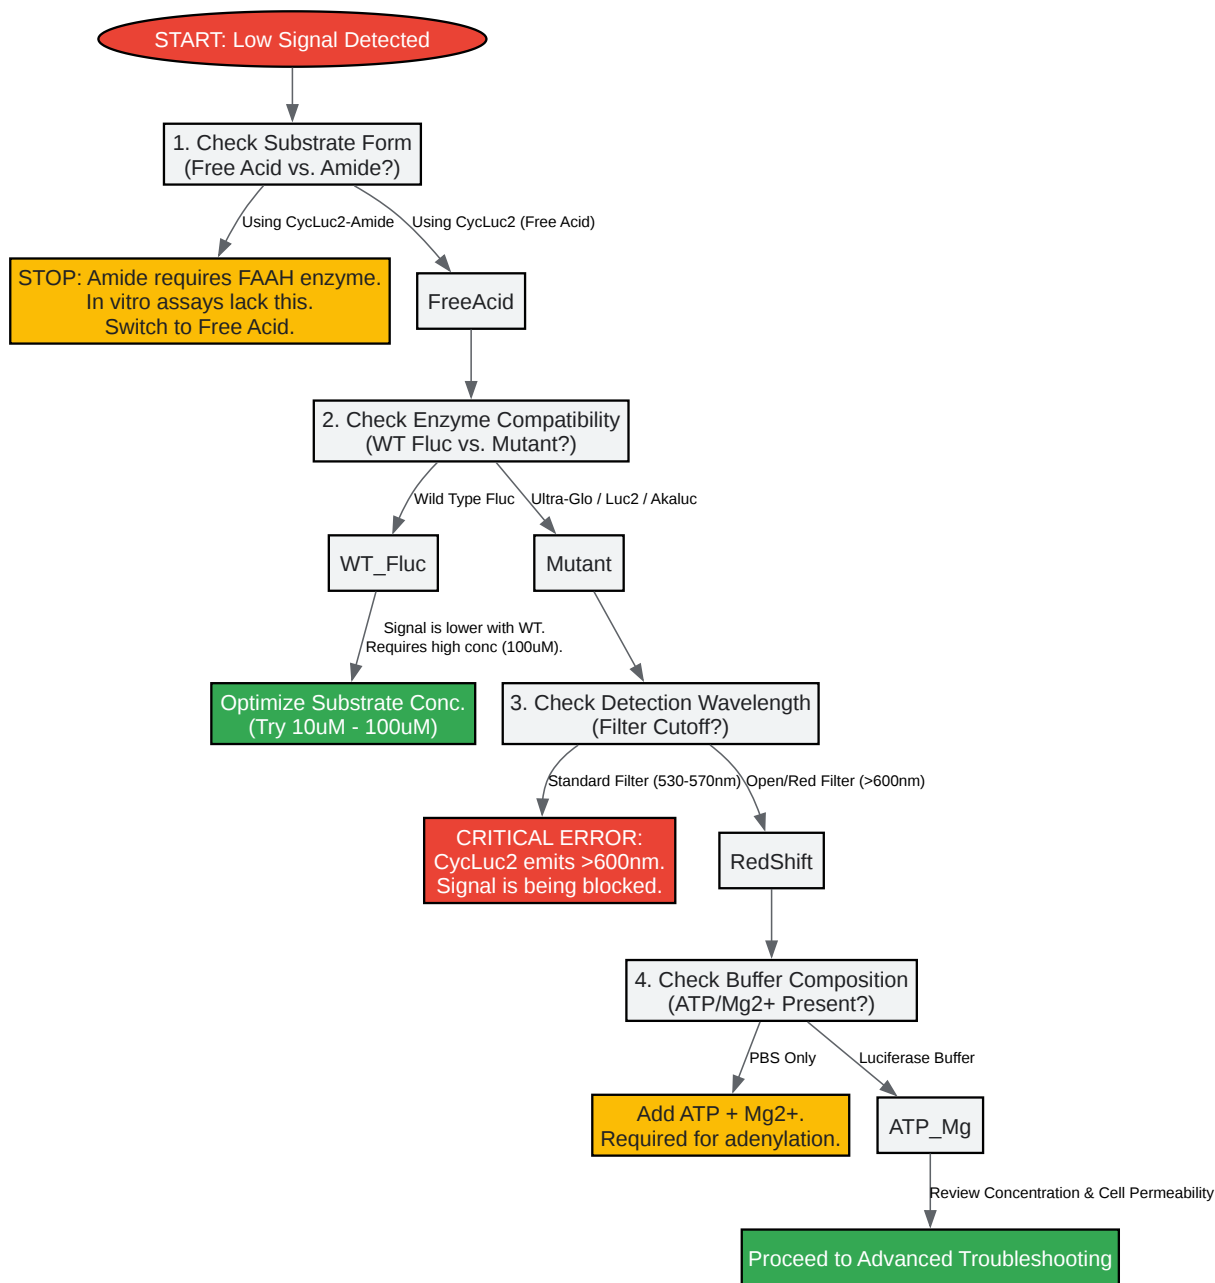 START: Low Signal Detected
1. Check Substrate Form
(Free Acid vs. Amide?)
Using CycLuc2-Amide
Using CycLuc2 (Free Acid)
STOP: Amide requires FAAH enzyme.
In vitro assays lack this.
Switch to Free Acid.
FreeAcid
2. Check Enzyme Compatibility
(WT Fluc vs. Mutant?)
Wild Type Fluc
Ultra-Glo / Luc2 / Akaluc
WT_Fluc
Mutant
Signal is lower with WT.
Requires high conc (100uM).
Optimize Substrate Conc.
(Try 10uM - 100uM)
3. Check Detection Wavelength
(Filter Cutoff?)
Standard Filter (530-570nm)
Open/Red Filter (>600nm)
CRITICAL ERROR:
CycLuc2 emits >600nm.
Signal is being blocked.
RedShift
4. Check Buffer Composition
(ATP/Mg2+ Present?)
PBS Only
Luciferase Buffer
Add ATP + Mg2+.
Required for adenylation.
ATP_Mg
Review Concentration & Cell Permeability
Proceed to Advanced Troubleshooting